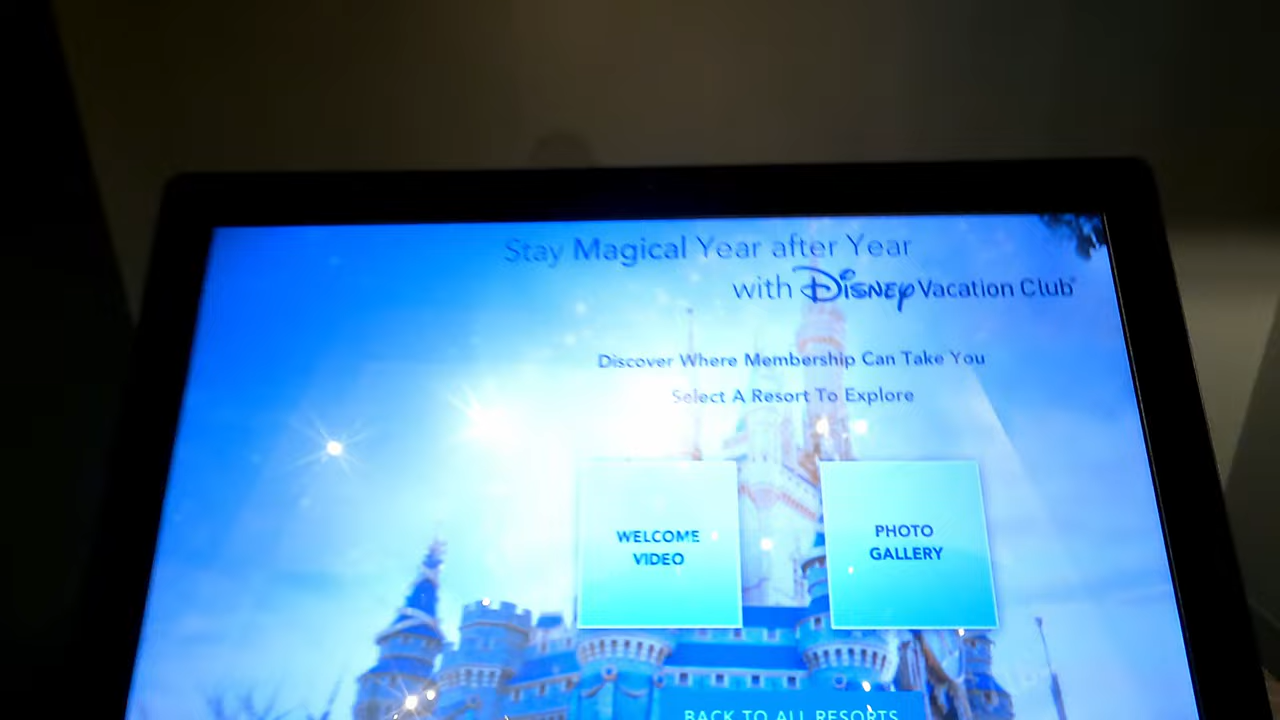 Stay Magical Year after Year
with Disney Vacation Club®
Discover Where Membership Can Take You
Select A Resort To Explore
WELCOME
VIDEO
PHOTO
GALLERY
BACK TO ALL RESORTS